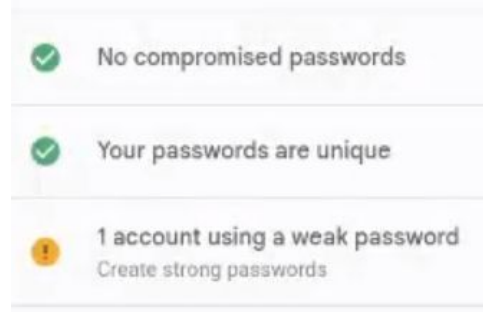 No compromised passwords
Your passwords are unique
1 account using a weak password
Create strong passwords